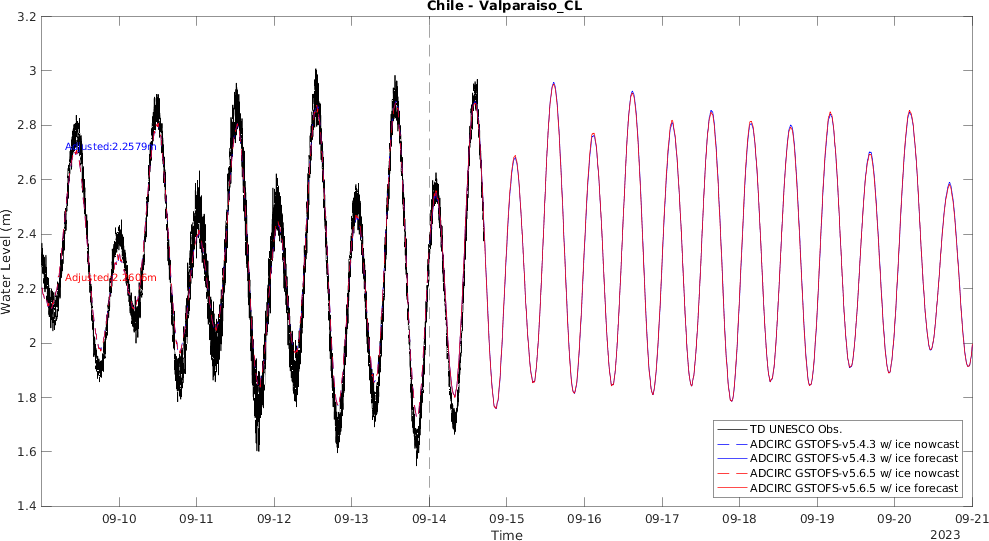 Chile - Valparaiso_CL
3.2
3
2.8
2.6
2.4
2.2
2
1.8
1.6
1.4
Water Level (m)
Adjusted:2.2579m
Adjusted:2.2606m
TD UNESCO Obs.
ADCIRC GSTOFS-v5.4.3 w/ ice nowcast
ADCIRC GSTOFS-v5.4.3 w/ ice forecast
ADCIRC GSTOFS-v5.6.5 w/ ice nowcast
ADCIRC GSTOFS-v5.6.5 w/ ice forecast
09-10 09-11 09-12 09-13 09-14 09-15 09-16 09-17 09-18 09-19 09-20 09-21
Time
2023